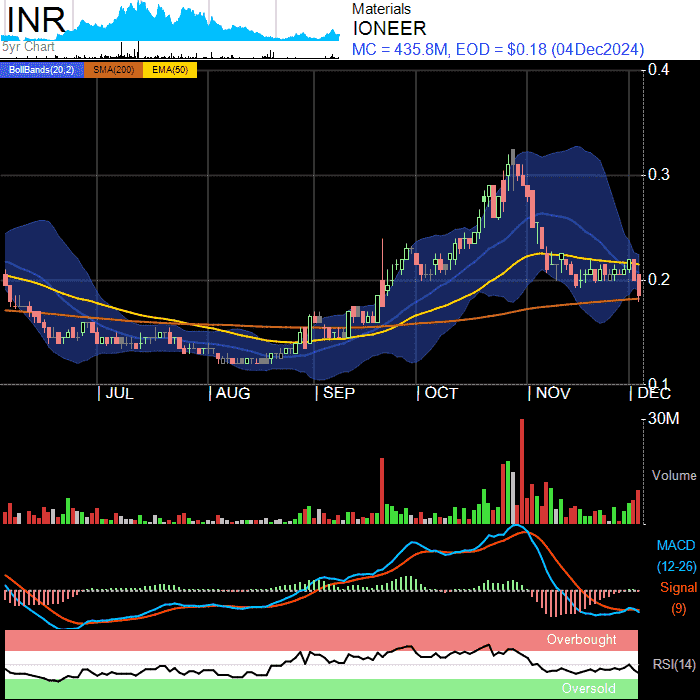 INR
5yr Chart
Materials
IONEER
MC = 435.8M, EOD = $0.18 (04Dec2024)
BollBands(20,2) SMA(200) EMA(50)
0.4
0.3
0.2
0.1
| JUL | AUG | SEP | OCT | NOV | DEC
30M
Volume
MACD
(12-26)
Signal
(9)
Overbought
RSI(14)
Oversold